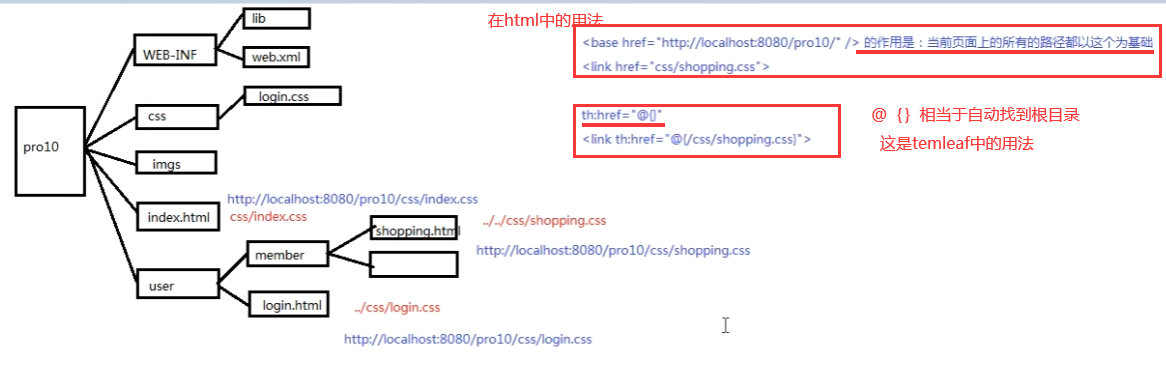 lib
WEB-INF
web.xml
login.css
css
pro10
imgs
http://localhost:8080/pro10/css/index.css
index.html
css/index.css
shopping.html
../../css/shopping.css
member
http://localhost:8080/pro10/css/shopping.css
user
login.html
../css/login.css
http://localhost:8080/pro10/css/login.css
在html中的用法
<base href="http://localhost:8080/pro10/" /> 的作用是：当前页面上的所有的路径都以这个为基础
<link href="css/shopping.css">
th:href="@{}"
<link th:href="@{/css/shopping.css}">
@｛｝相当于自动找到根目录
这是temleaf中的用法